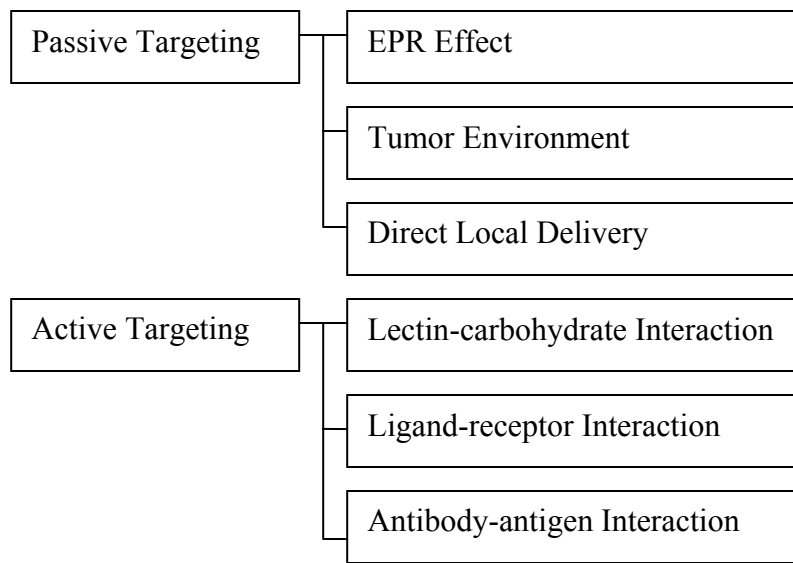 Passive Targeting
EPR Effect
Tumor Environment
Direct Local Delivery
Active Targeting
Lectin-carbohydrate Interaction
Ligand-receptor Interaction
Antibody-antigen Interaction